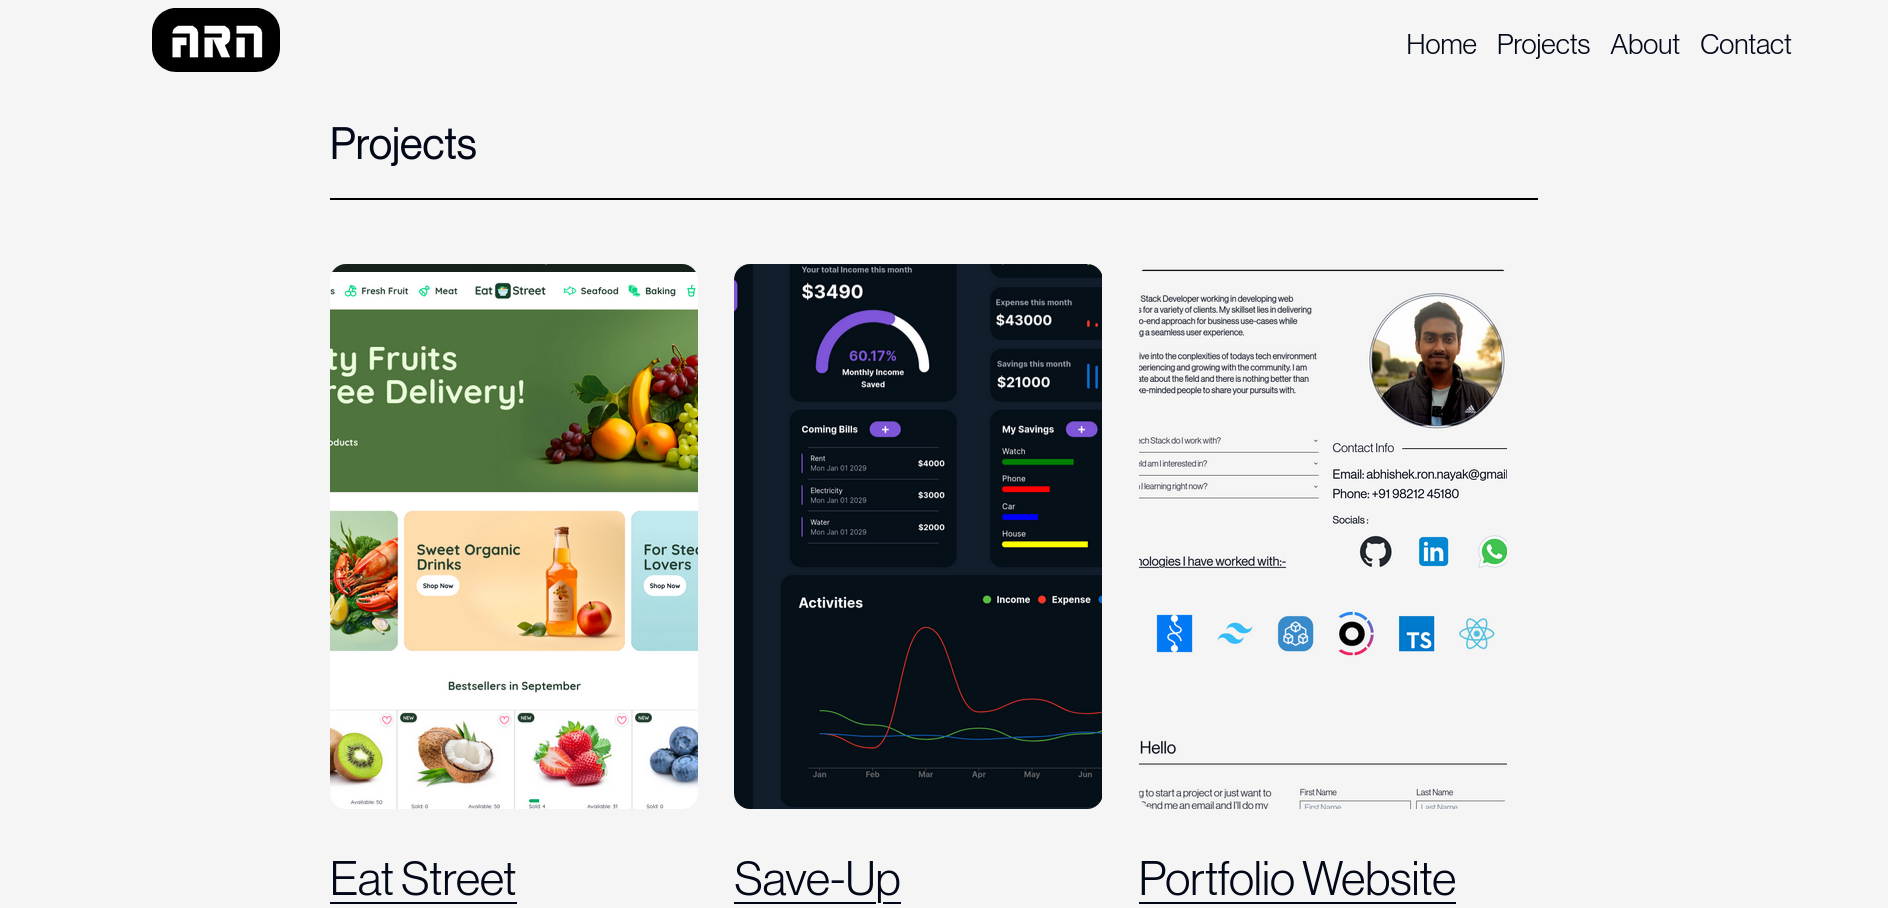 ARN
Home Projects About Contact
Projects
Fresh Fruit Meat Eat Street Seafood Baking
ty Fruits
ree Delivery!
oducts
Sweet Organic
Drinks
Shop Now
For Stea
Lovers
Shop Now
Bestsellers in September
NEW
NEW
NEW
Available: 50
Sold: 0
Available: 50
Sold: 4
Available: 31
Sold: 0
Your total Income this month
$3490
60.17%
Monthly Income
Saved
Expense this month
$43000
Savings this month
$21000
Coming Bills +
Rent
Mon Jan 01 2029
$4000
Electricity
Mon Jan 01 2029
$3000
Water
Mon Jan 01 2029
$2000
My Savings +
Watch
Phone
Car
House
Activities
Income Expense
Jan Feb Mar Apr May Jun
Stack Developer working in developing web
s for a variety of clients. My skillset lies in delivering
o-end approach for business use-cases while
g a seamless user experience.
ive into the conplexities of todays tech environment
periencing and growing with the community. I am
ate about the field and there is nothing better than
ke-minded people to share your pursuits with.
ech Stack do I work with?
eld am I interested in?
I learning right now?
nologies I have worked with:-
Contact Info
Email: abhishek.ron.nayak@gmail
Phone: +91 98212 45180
Socials :
in
TS
Hello
g to start a project or just want to
Send me an email and I'll do my
First Name
First Name
Last Name
Last Name
Eat Street
Save-Up
Portfolio Website